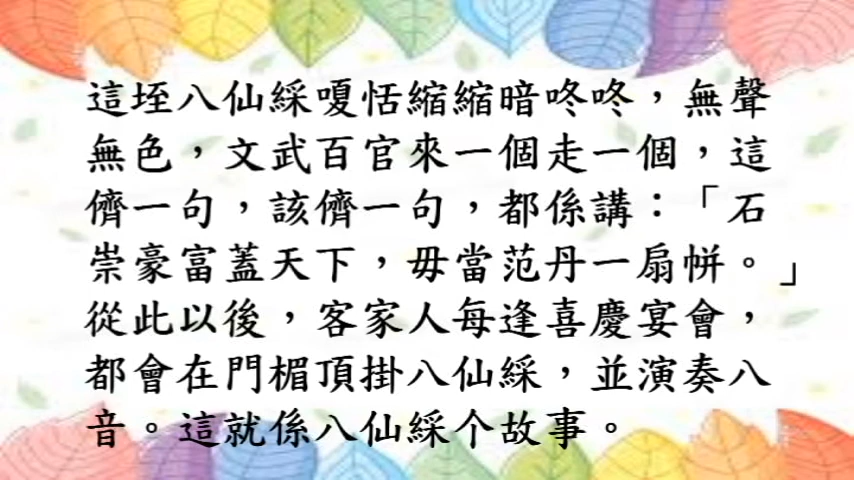 這垤八仙綵嗄恬縮縮暗咚咚，無聲
無色，文武百官來一個走一個，這
儕一句，該儕一句，都係講：「石
崇豪富蓋天下，毋當范丹一扇帡。」
從此以後，客家人每逢喜慶宴會，
都會在門楣頂掛八仙綵，並演奏八
音。這就係八仙綵个故事。